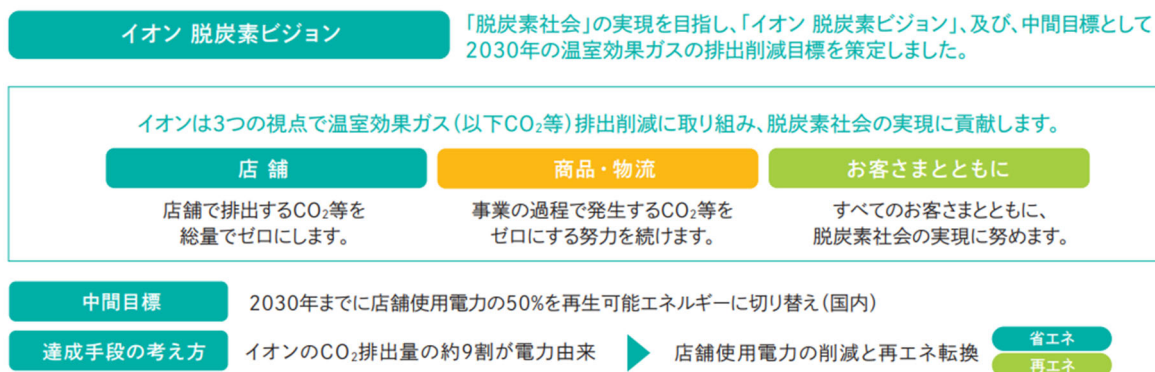 イオン 脱炭素ビジョン
「脱炭素社会」の実現を目指し、「イオン 脱炭素ビジョン」、及び、中間目標として
2030年の温室効果ガスの排出削減目標を策定しました。
イオンは3つの視点で温室効果ガス(以下CO₂等)排出削減に取り組み、脱炭素社会の実現に貢献します。
店 舗
店舗で排出するCO₂等を
総量でゼロにします。
商品・物流
事業の過程で発生するCO₂等を
ゼロにする努力を続けます。
お客さまとともに
すべてのお客さまとともに、
脱炭素社会の実現に努めます。
中間目標
2030年までに店舗使用電力の50%を再生可能エネルギーに切り替え(国内)
達成手段の考え方
イオンのCO₂排出量の約9割が電力由来
店舗使用電力の削減と再エネ転換
省エネ
再エネ